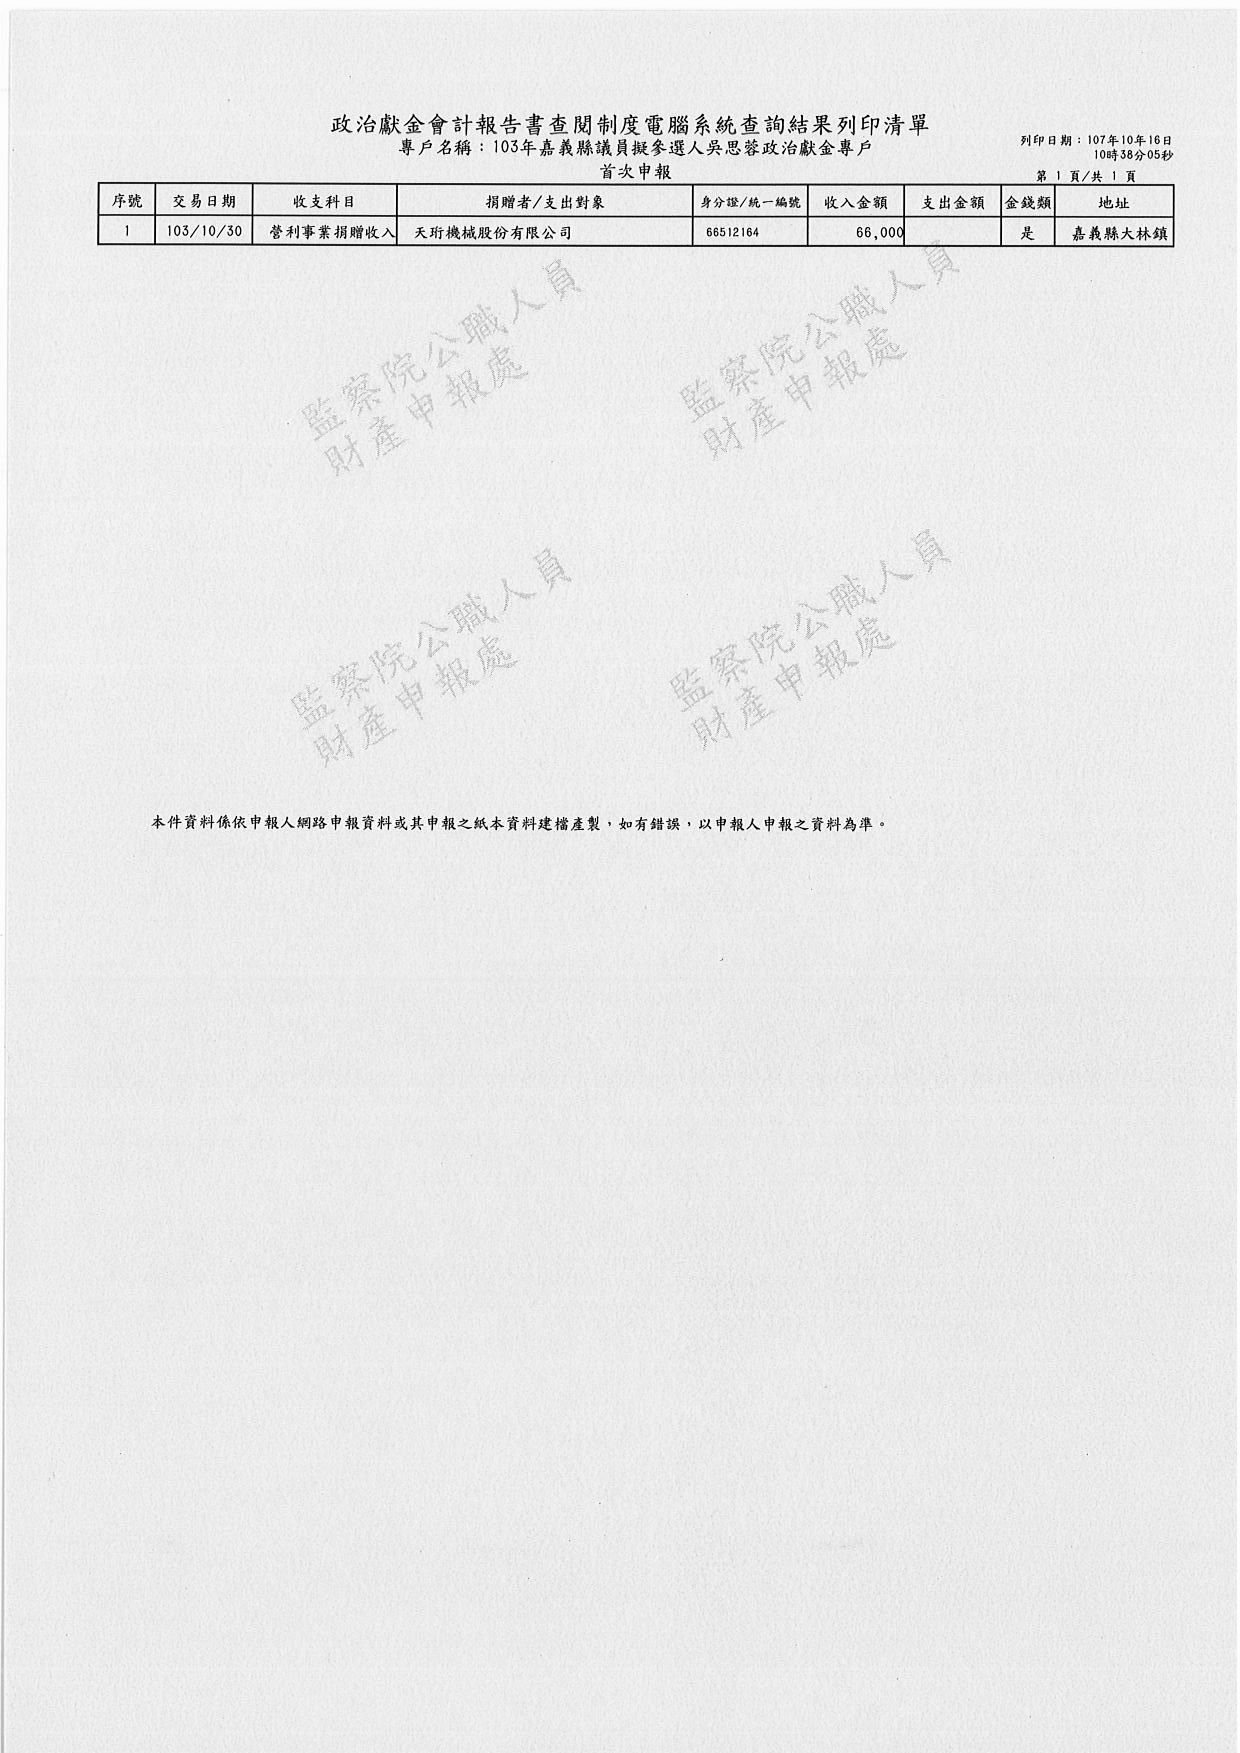 政治獻金會計報告書查閱制度電腦系統查詢結果列印清單
專戶名稱：103年嘉義縣議員擬參選人吳思蓉政治獻金專戶
首次申報
列印日期：107年10年16日
10時38分05秒
第 1 頁/共 1 頁
序號 交易日期 收支科目 捐贈者/支出對象 身分證/統一編號 收入金額 支出金額 金錢類 地址
1 103/10/30 營利事業捐贈收入 天珩機械股份有限公司 66512164 66,000 是 嘉義縣大林鎮
監察院公職人員
財產申報處
監察院公職人員
財產申報處
監察院公職人員
財產申報處
監察院公職人員
財產申報處
本件資料係依申報人網路申報資料或其申報之紙本資料建檔產製，如有錯誤，以申報人申報之資料為準。